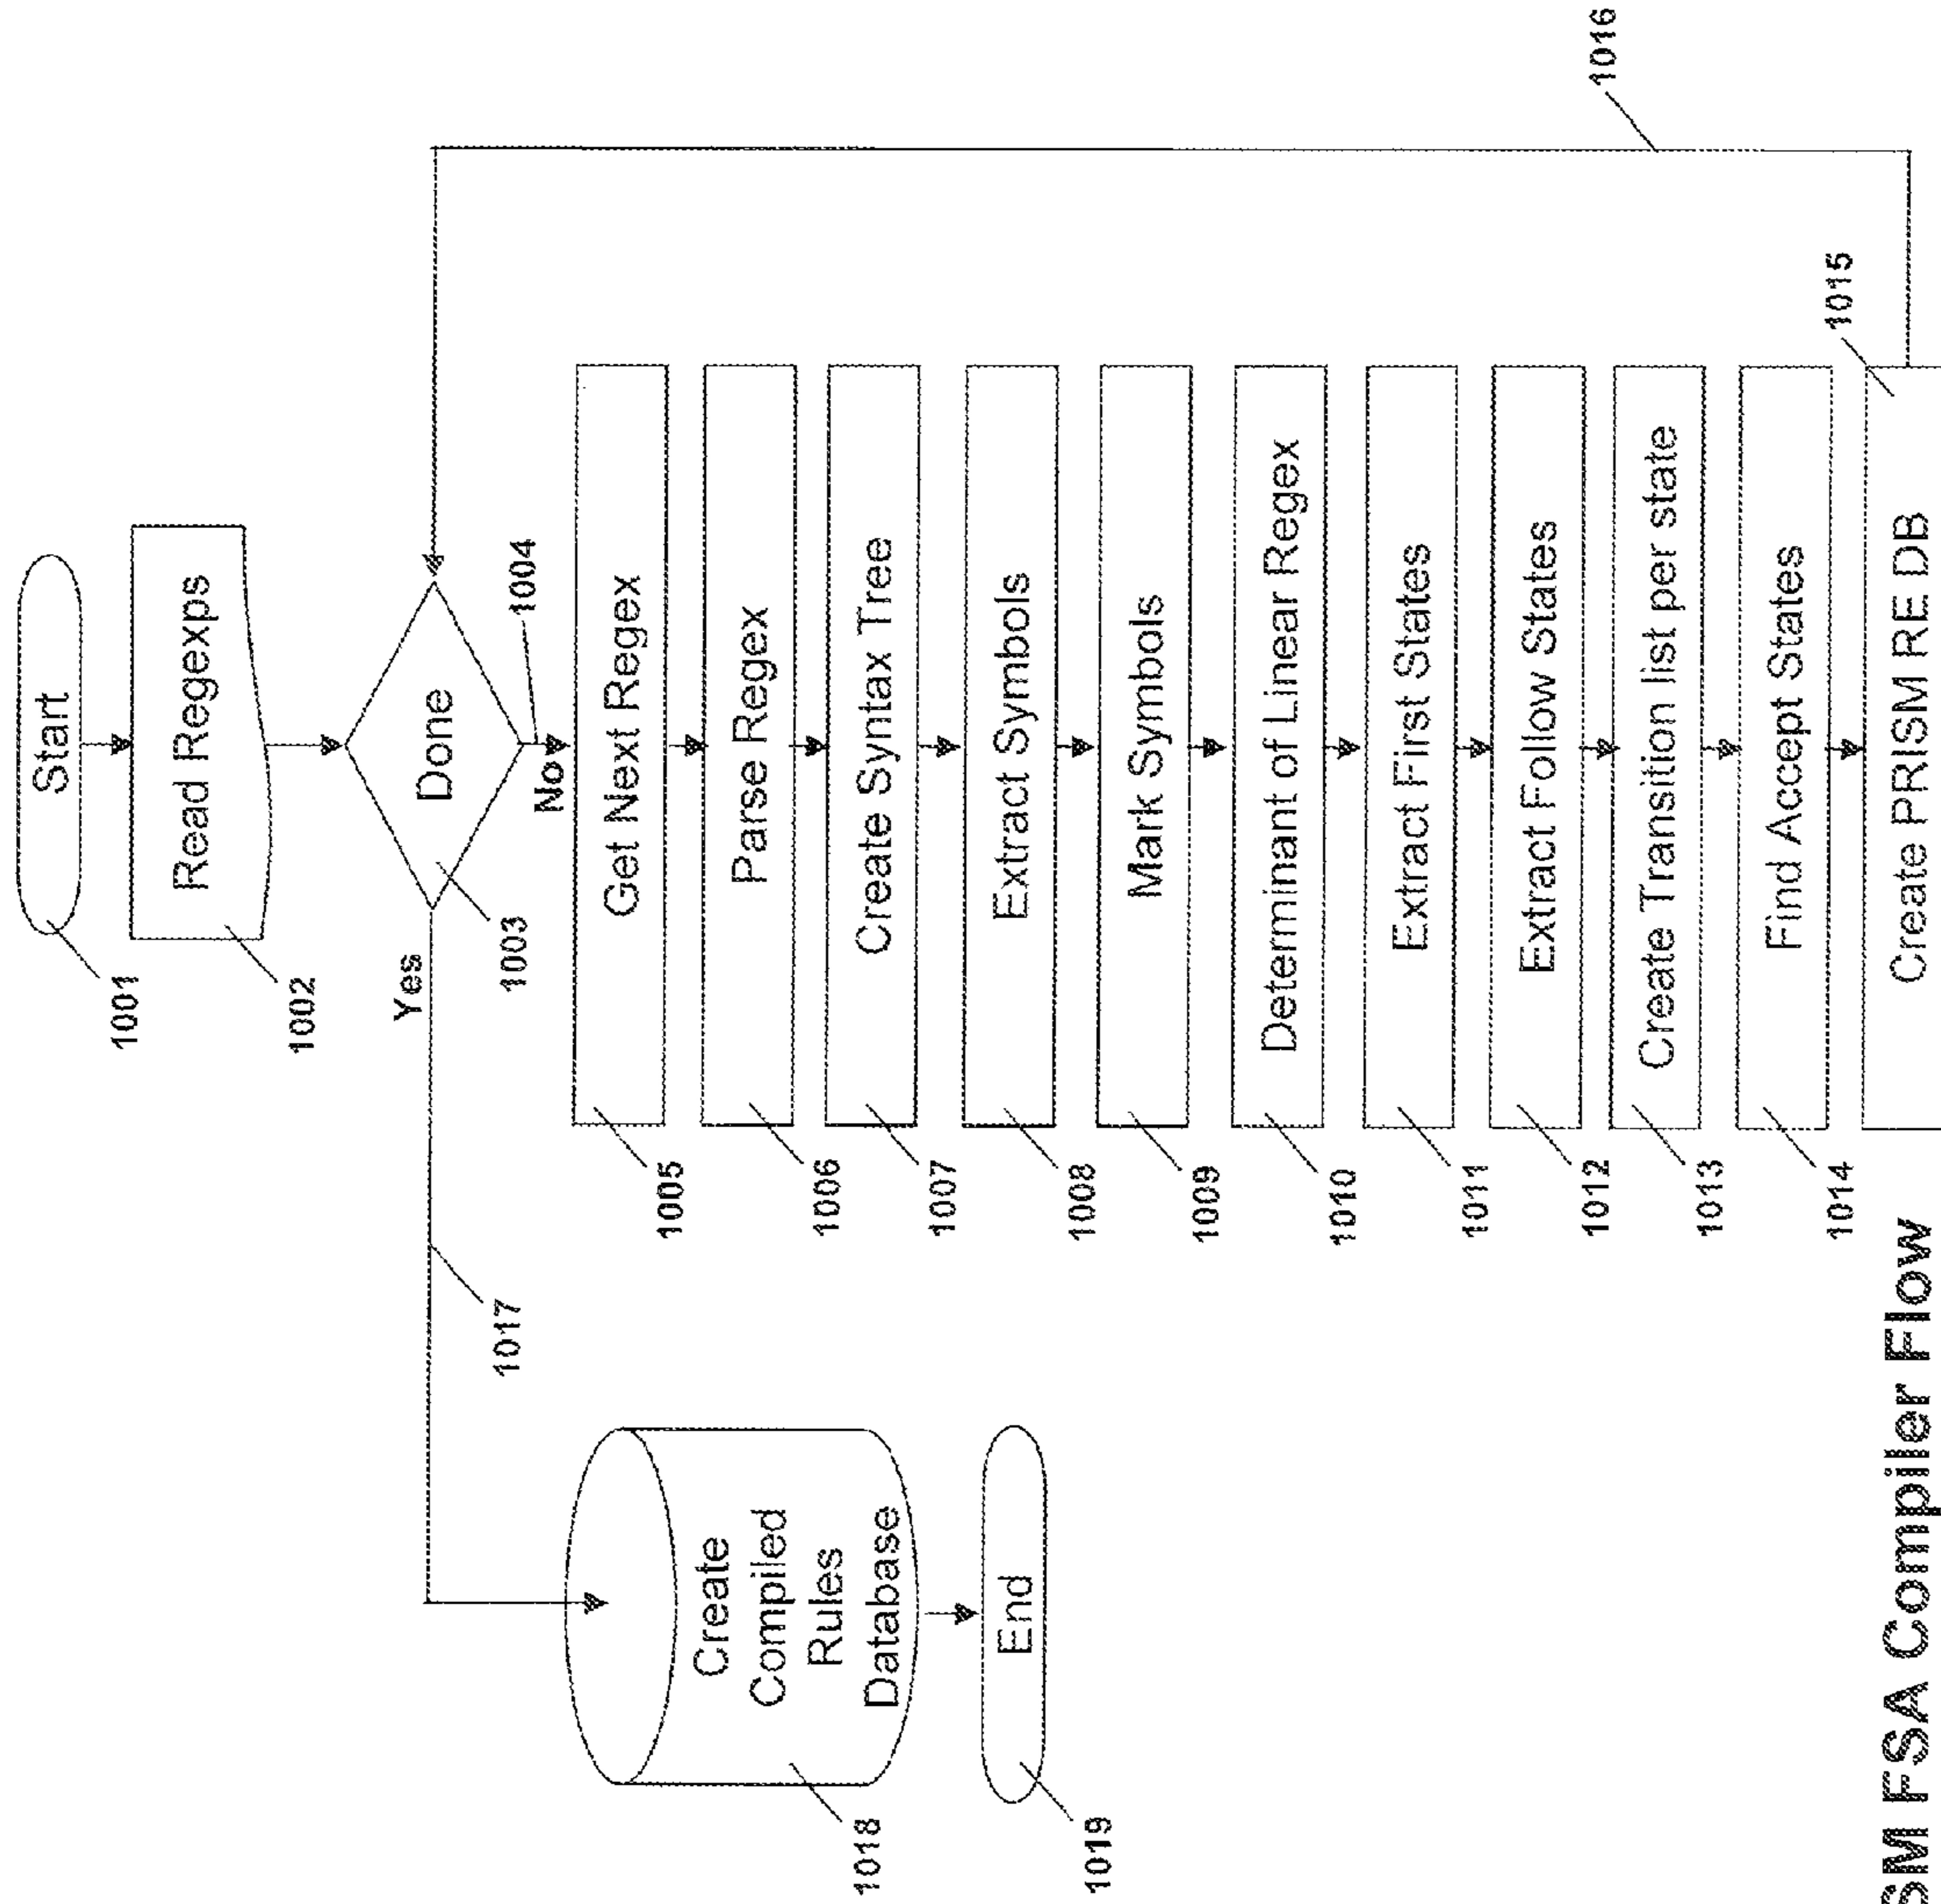 Start
1001
Read Regexps
1002
Done
1003
Yes
No
1004
Get Next Regex
1005
Parse Regex
1006
Create Syntax Tree
1007
Extract Symbols
1008
Mark Symbols
1009
Determinant of Linear Regex
1010
Extract First States
1011
Extract Follow States
1012
Create Transition list per state
1013
Find Accept States
1014
Create PRISM RE DB
1015
1016
1017
Create
Compiled
Rules
Database
1018
End
1019
SM FSA Compiler Flow